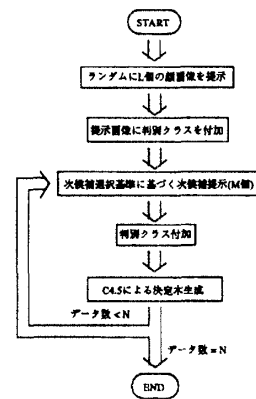 START
ランダムにL個の顔画像を提示
提示画像に判別クラスを付加
次候補選択基準に基づく次候補提示(M個)
判別クラス付加
C4.5による決定木生成
データ数 < N
データ数 = N
END